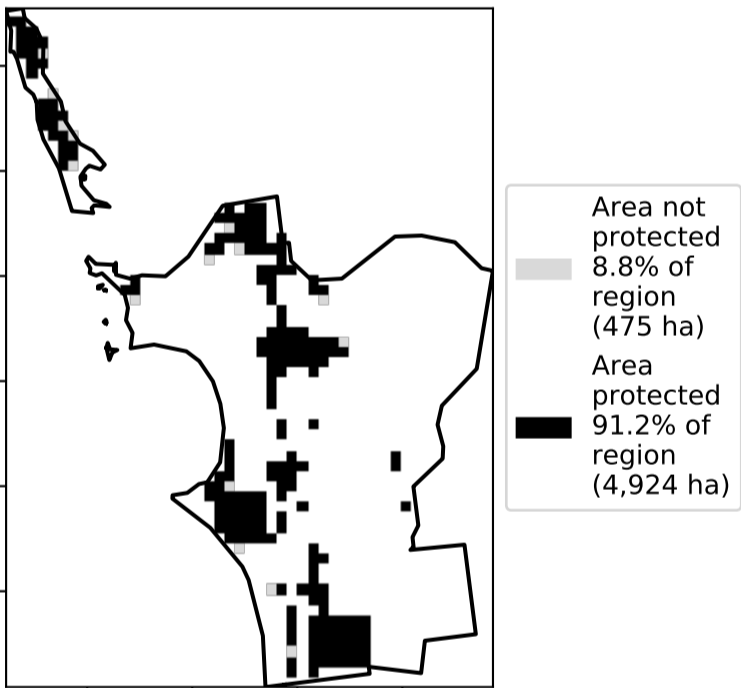 Area not
protected
8.8% of
region
(475 ha)
Area
protected
91.2% of
region
(4,924 ha)